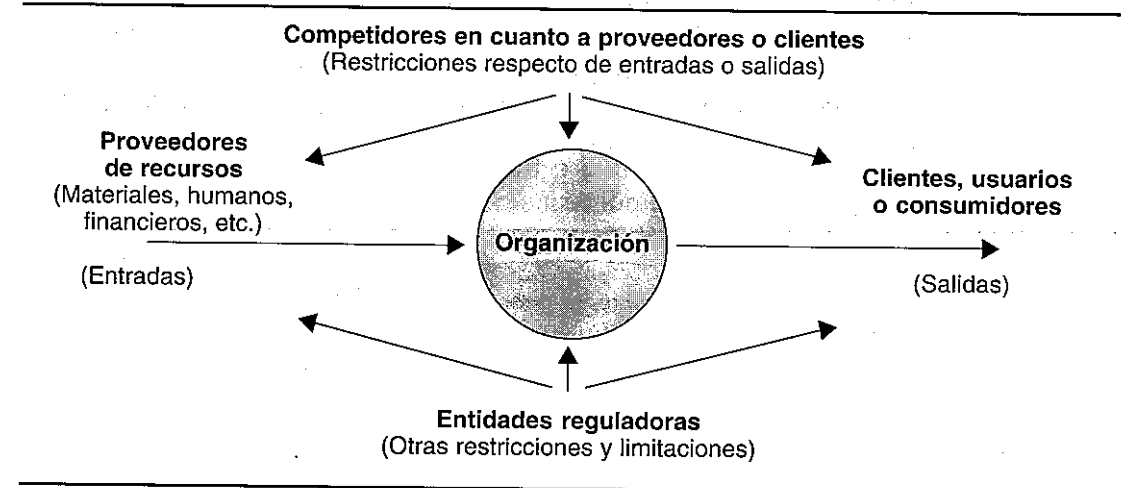 Competidores en cuanto a proveedores o clientes
(Restricciones respecto de entradas o salidas)
Proveedores
de recursos
(Materiales, humanos,
financieros, etc.)
(Entradas)
Organización
Clientes, usuarios
o consumidores
(Salidas)
Entidades reguladoras
(Otras restricciones y limitaciones)